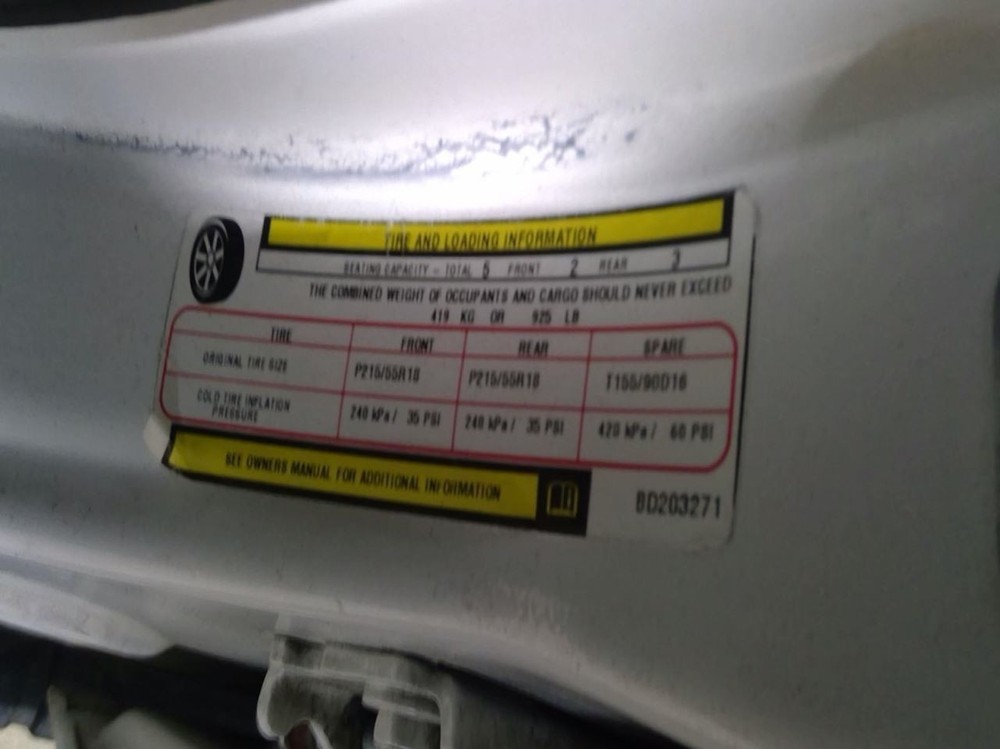 TIRE AND LOADING INFORMATION
SEATING CAPACITY - TOTAL 5 FRONT 2 REAR 3
THE COMBINED WEIGHT OF OCCUPANTS AND CARGO SHOULD NEVER EXCEED
419 KG OR 925 LB
TIRE FRONT REAR SPARE
ORIGINAL TIRE SIZE P215/55R18 P215/55R18 T155/90D16
COLD TIRE INFLATION PRESSURE 240 kPa / 35 PSI 240 kPa / 35 PSI 420 kPa / 60 PSI
SEE OWNERS MANUAL FOR ADDITIONAL INFORMATION
BD203271